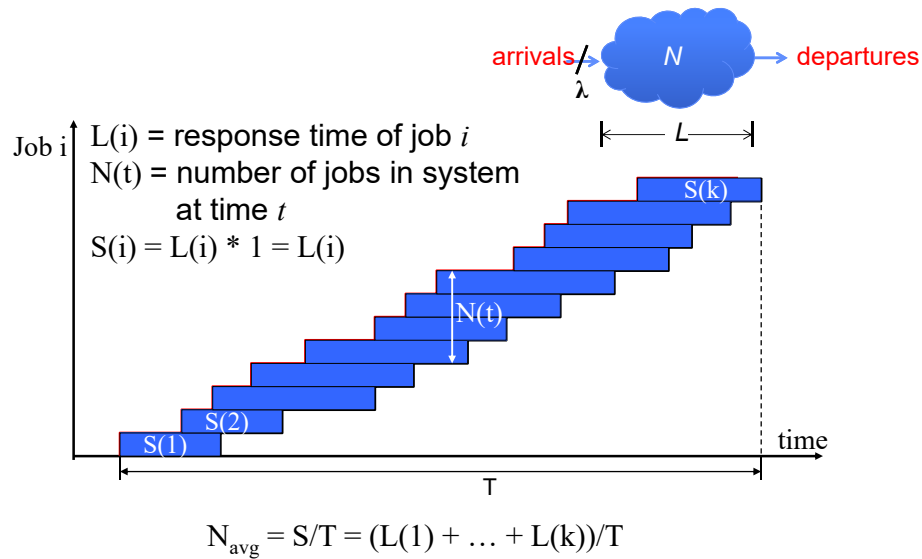 arrivals N departures
λ
L
Job i
L(i) = response time of job i
N(t) = number of jobs in system
at time t
S(i) = L(i) * 1 = L(i)
S(k)
N(t)
S(2)
S(1)
time
T
N_avg = S/T = (L(1) + … + L(k))/T